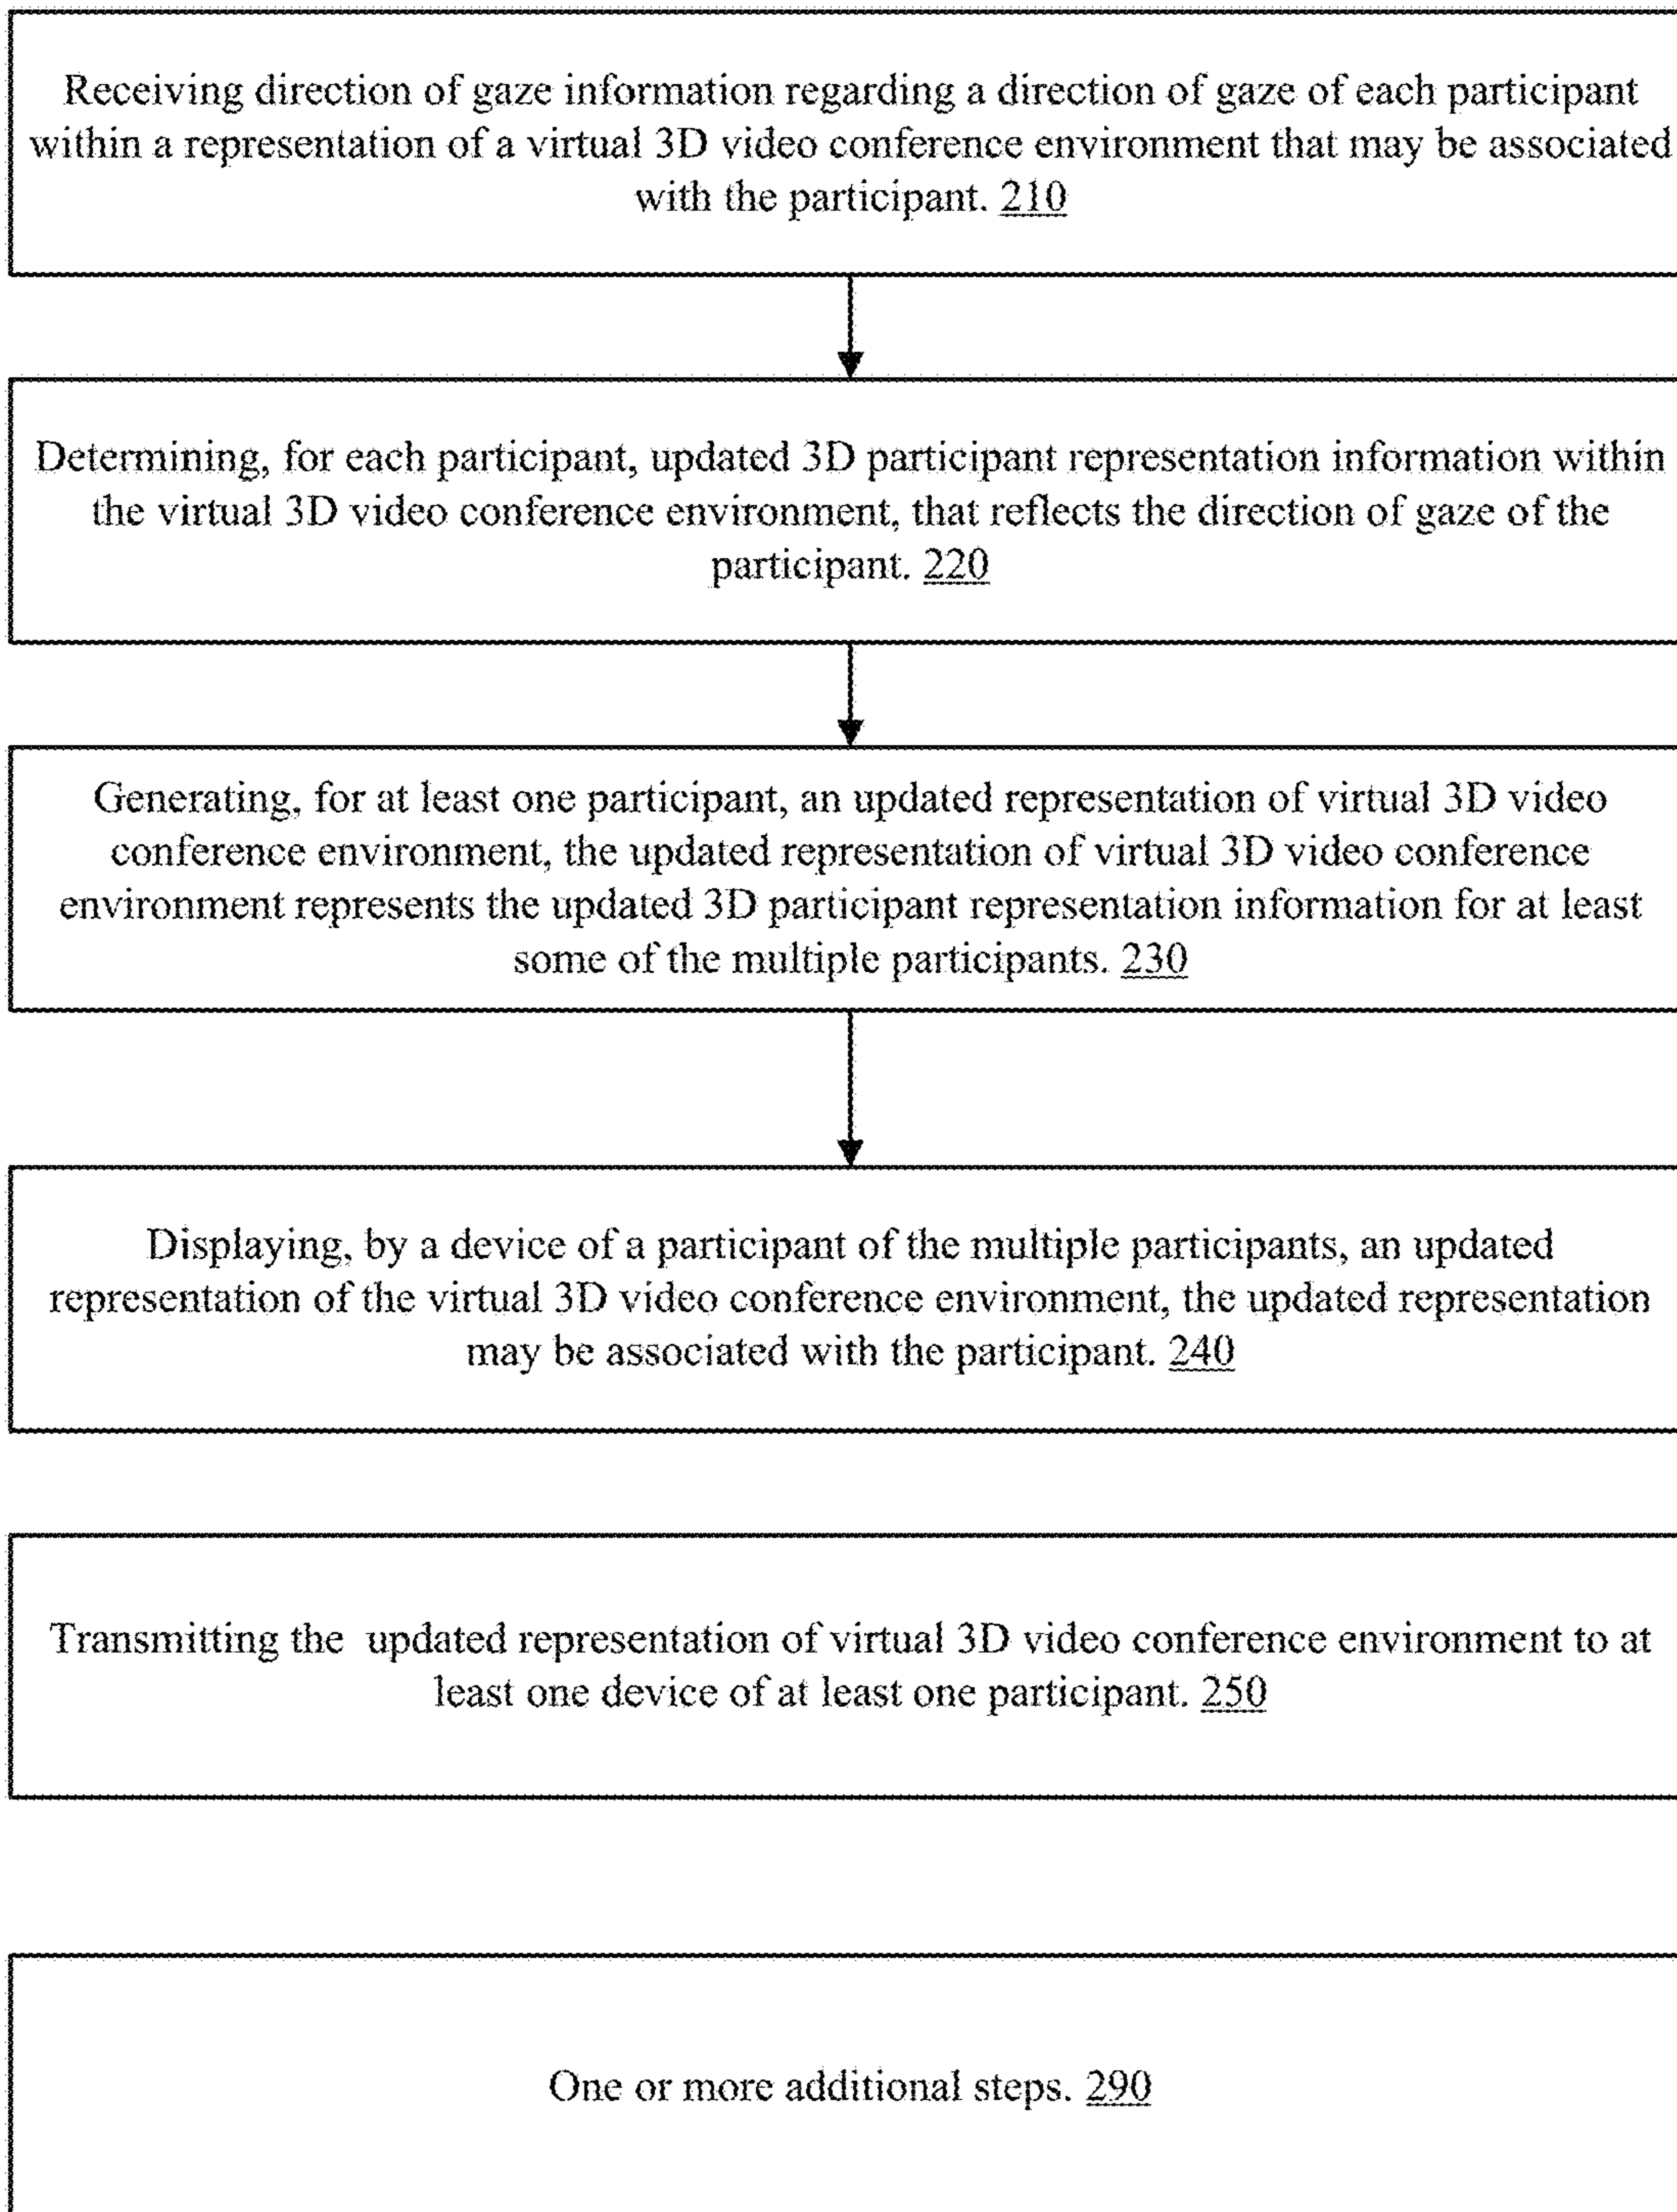 Receiving direction of gaze information regarding a direction of gaze of each participant
within a representation of a virtual 3D video conference environment that may be associated
with the participant. 210
Determining, for each participant, updated 3D participant representation information within
the virtual 3D video conference environment, that reflects the direction of gaze of the
participant. 220
Generating, for at least one participant, an updated representation of virtual 3D video
conference environment, the updated representation of virtual 3D video conference
environment represents the updated 3D participant representation information for at least
some of the multiple participants. 230
Displaying, by a device of a participant of the multiple participants, an updated
representation of the virtual 3D video conference environment, the updated representation
may be associated with the participant. 240
Transmitting the updated representation of virtual 3D video conference environment to at
least one device of at least one participant. 250
One or more additional steps. 290